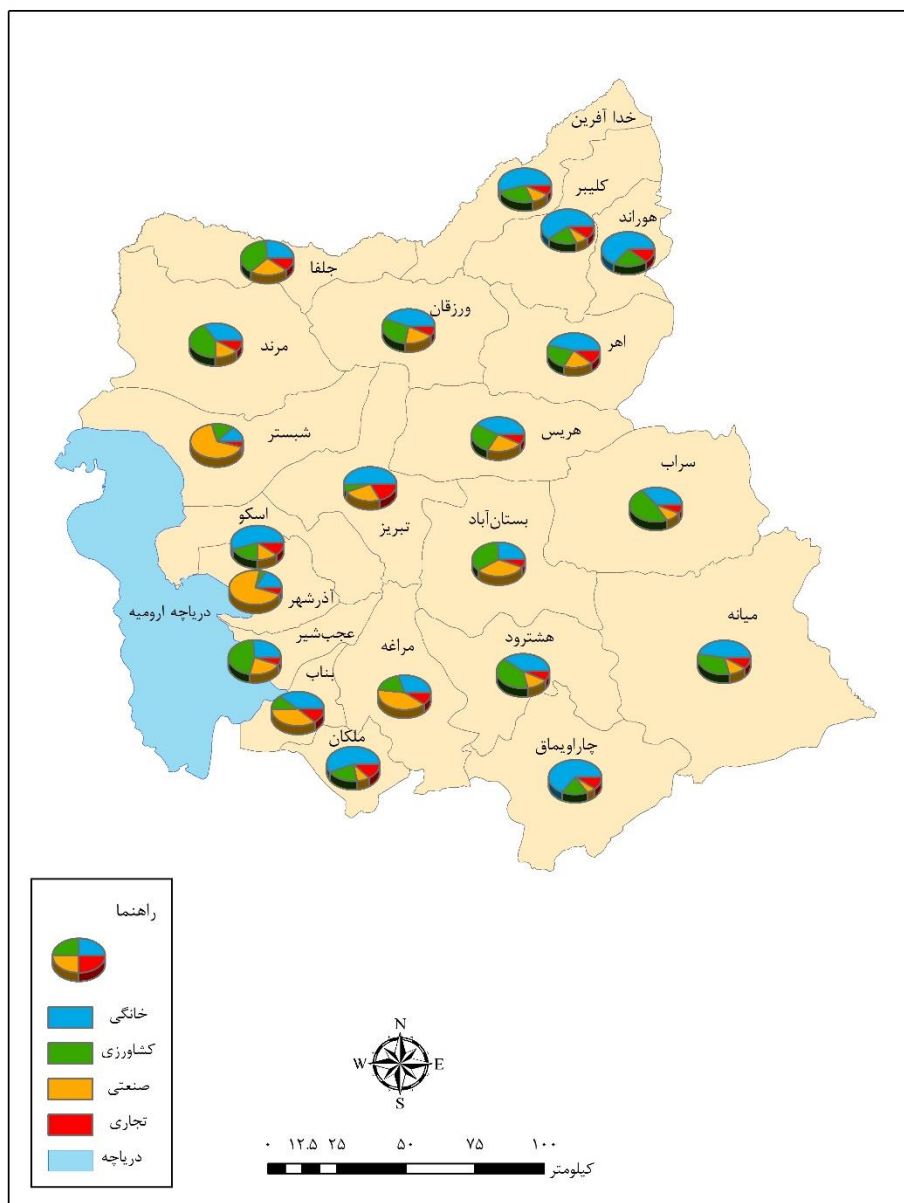 خدا آفرین
کلیبر
هوراند
جلفا
ورزقان
اهر
مرند
هریس
شبستر
سراب
تبریز
بستان‌آباد
اسکو
آذرشهر
دریاچه ارومیه
میانه
هشترود
عجب‌شیر
مراغه
بناب
ملکان
چاراویماق
راهنما
خانگی
کشاورزی
صنعتی
تجاری
دریاچه
N
W E
S
۰ ۱۲.۵ ۲۵ ۵۰ ۷۵ ۱۰۰
کیلومتر